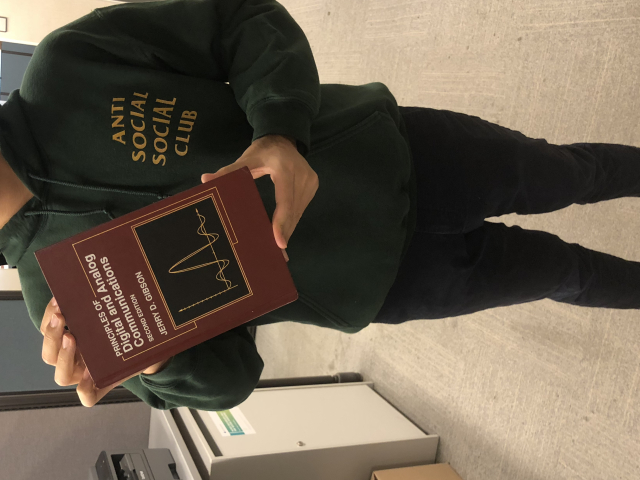 PRINCIPLES OF
Digital and Analog
Communications
SECOND EDITION
JERRY D. GIBSON
ANTI
SOCIAL
SOCIAL
CLUB